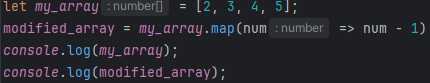 let my_array : number[] = [2, 3, 4, 5];
modified_array = my_array.map(num : number => num - 1)
console.log(my_array);
console.log(modified_array);